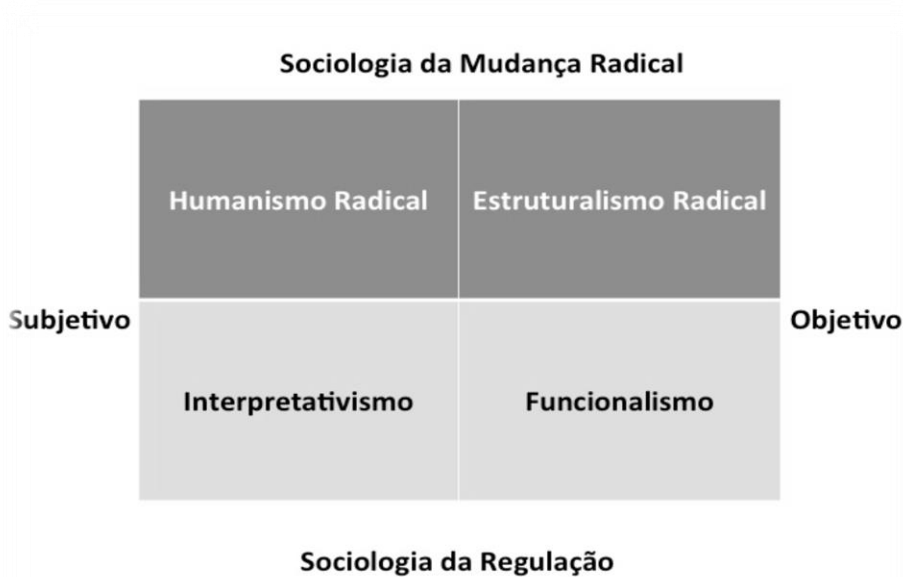 Sociologia da Mudança Radical
Humanismo Radical
Estruturalismo Radical
Subjetivo
Objetivo
Interpretativismo
Funcionalismo
Sociologia da Regulação